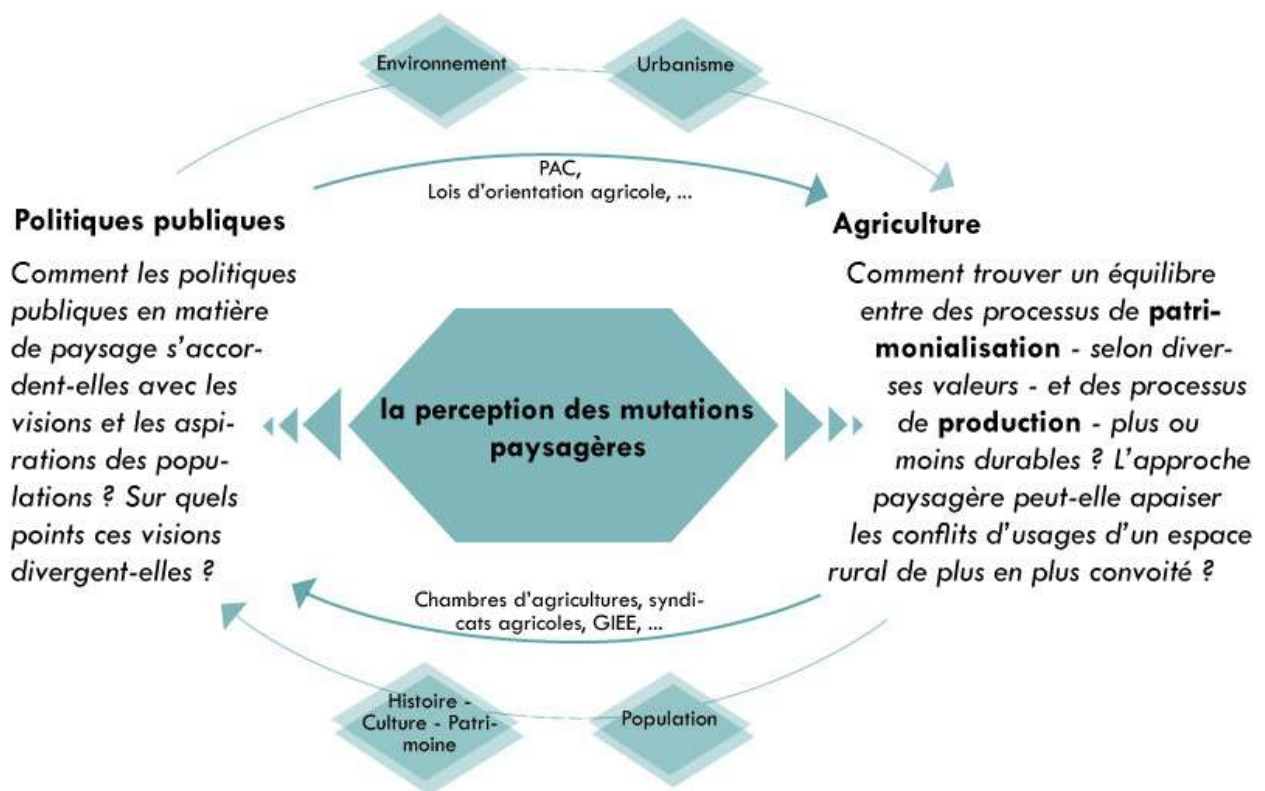 Environnement
Urbanisme
PAC,
Lois d'orientation agricole, ...
Politiques publiques
Comment les politiques
publiques en matière
de paysage s'accor-
dent-elles avec les
visions et les aspi-
rations des popu-
lations ? Sur quels
points ces visions
divergent-elles ?
la perception des mutations
paysagères
Agriculture
Comment trouver un équilibre
entre des processus de patri-
monialisation - selon diver-
ses valeurs - et des processus
de production - plus ou
moins durables ? L'approche
paysagère peut-elle apaiser
les conflits d'usages d'un espace
rural de plus en plus convoité ?
Chambres d'agricultures, syndi-
cats agricoles, GIEE, ...
Histoire -
Culture - Patri-
moine
Population